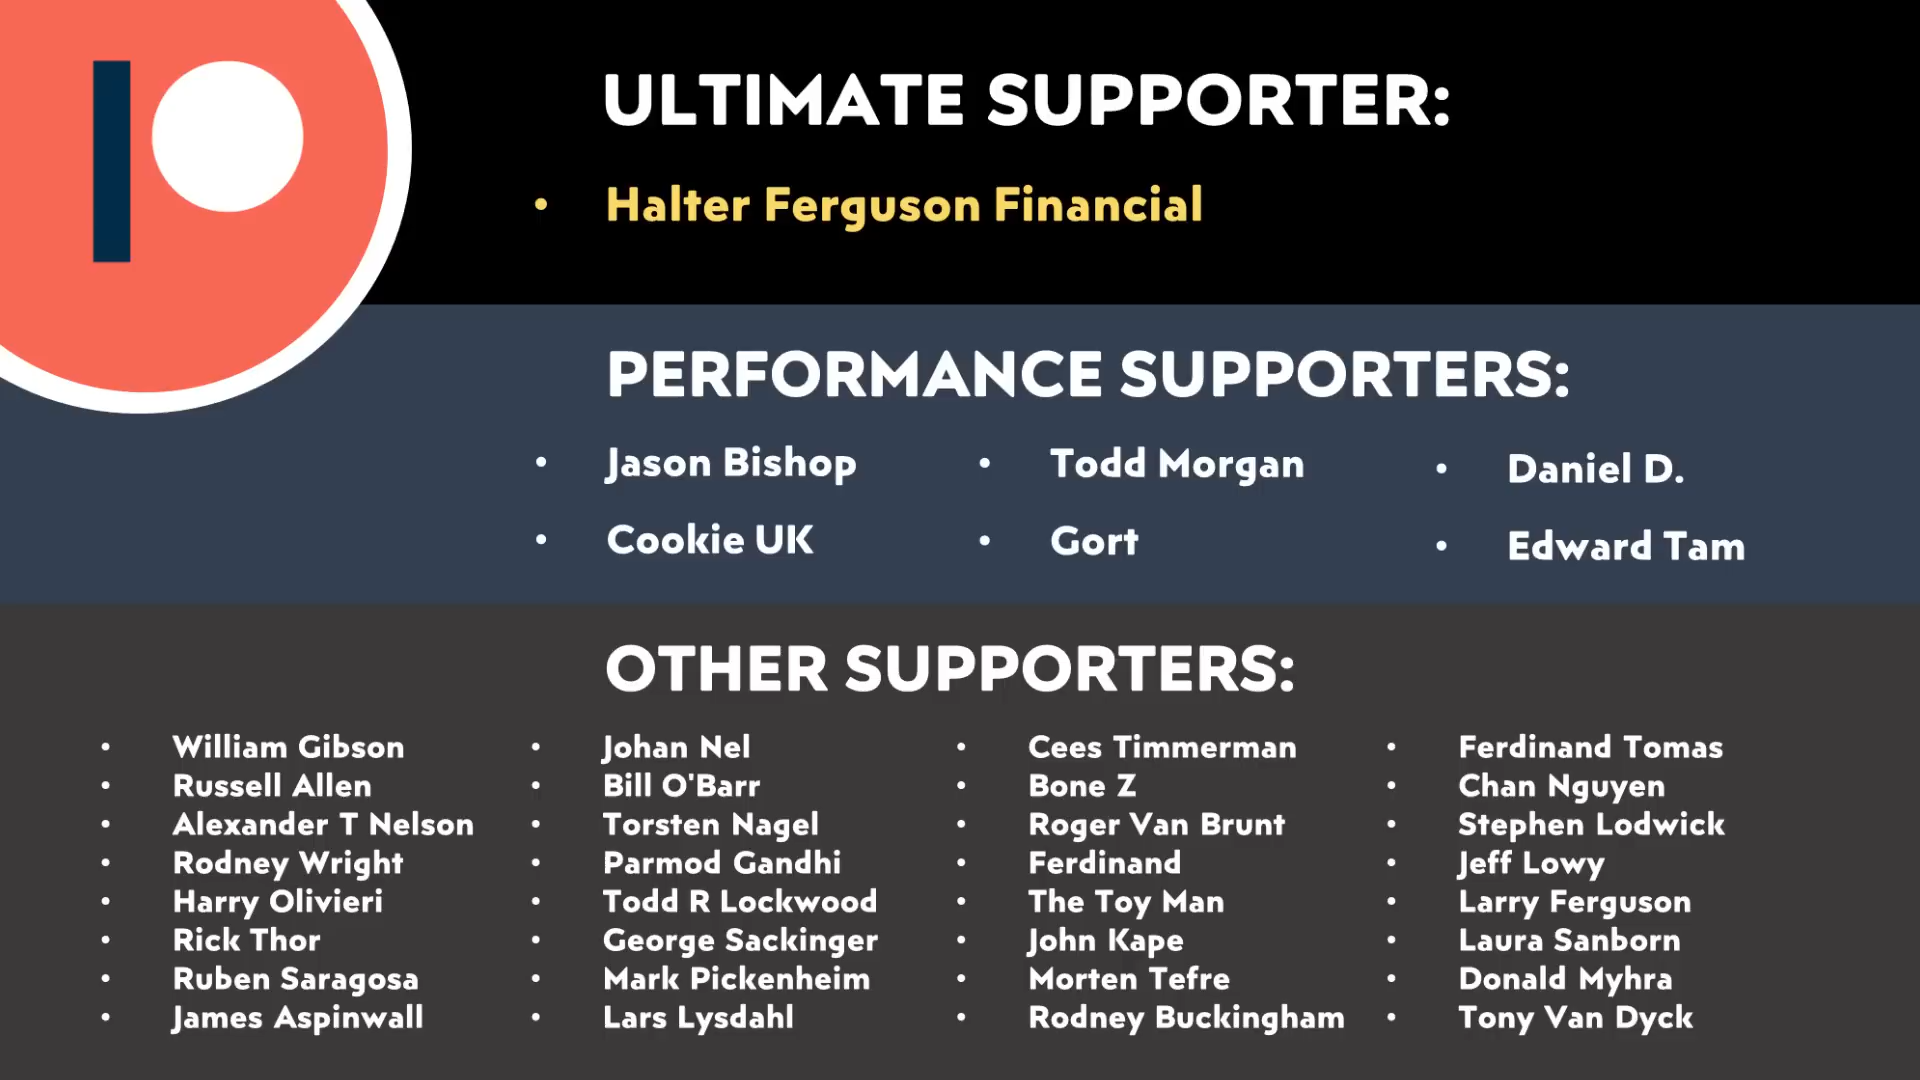 ULTIMATE SUPPORTER:
• Halter Ferguson Financial
PERFORMANCE SUPPORTERS:
• Jason Bishop
• Cookie UK
• Todd Morgan
• Gort
• Daniel D.
• Edward Tam
OTHER SUPPORTERS:
• William Gibson
• Russell Allen
• Alexander T Nelson
• Rodney Wright
• Harry Olivieri
• Rick Thor
• Ruben Saragosa
• James Aspinwall
• Johan Nel
• Bill O'Barr
• Torsten Nagel
• Parmod Gandhi
• Todd R Lockwood
• George Sackinger
• Mark Pickenheim
• Lars Lysdahl
• Cees Timmerman
• Bone Z
• Roger Van Brunt
• Ferdinand
• The Toy Man
• John Kape
• Morten Tefre
• Rodney Buckingham
• Ferdinand Tomas
• Chan Nguyen
• Stephen Lodwick
• Jeff Lowy
• Larry Ferguson
• Laura Sanborn
• Donald Myhra
• Tony Van Dyck